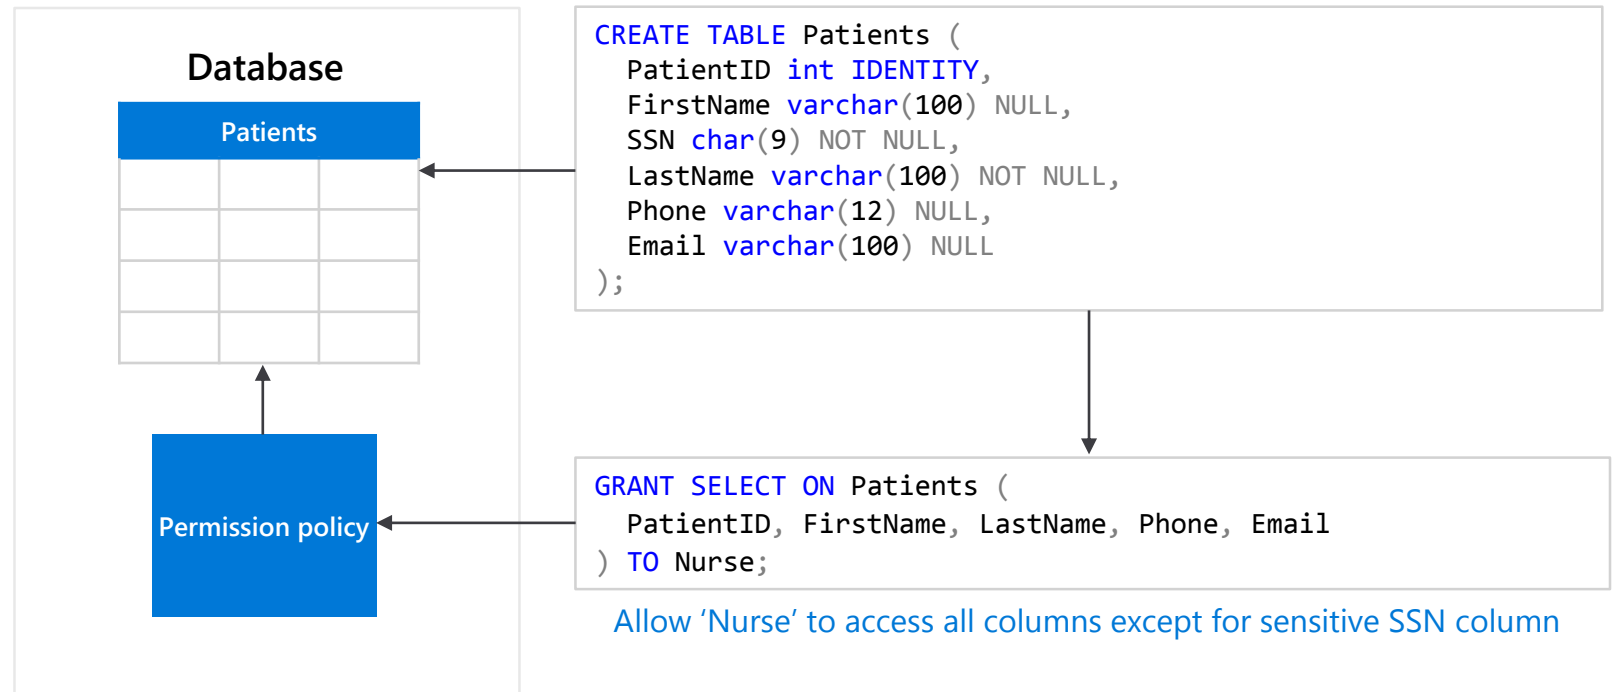 Database
Patients
Permission policy
CREATE TABLE Patients (
  PatientID int IDENTITY,
  FirstName varchar(100) NULL,
  SSN char(9) NOT NULL,
  LastName varchar(100) NOT NULL,
  Phone varchar(12) NULL,
  Email varchar(100) NULL
);
GRANT SELECT ON Patients (
  PatientID, FirstName, LastName, Phone, Email
) TO Nurse;
Allow ‘Nurse’ to access all columns except for sensitive SSN column